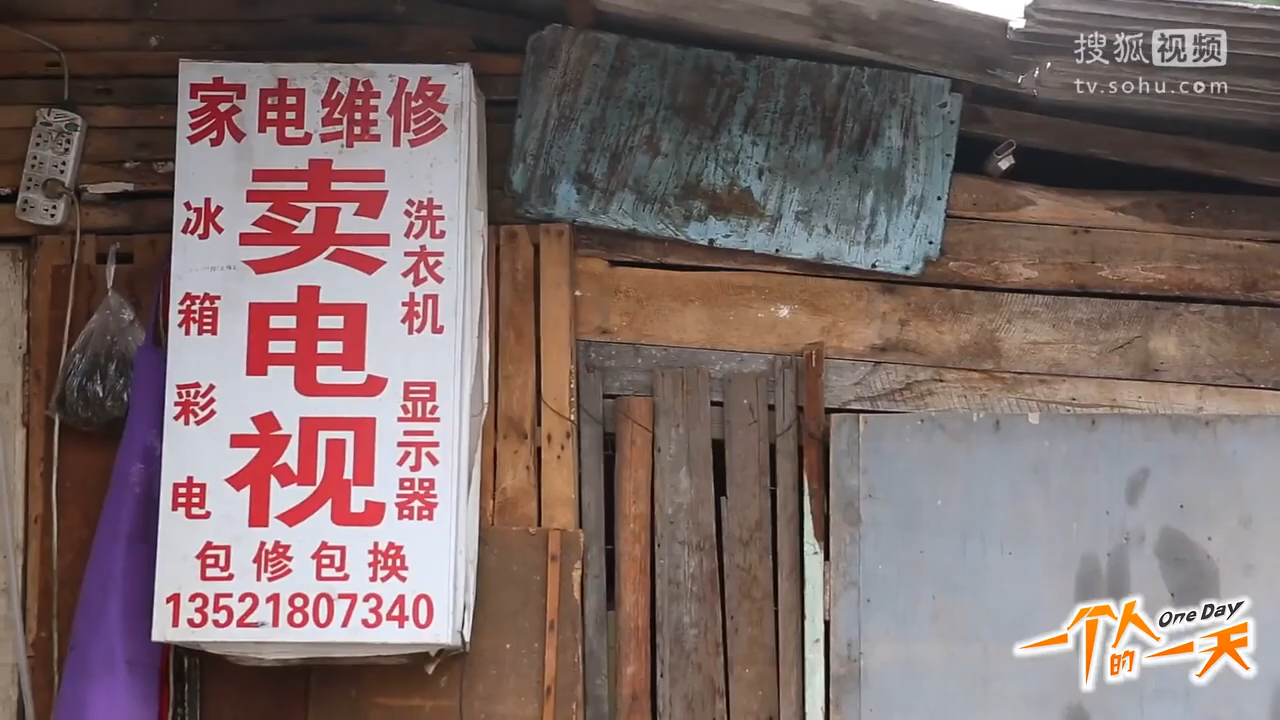 家电维修
卖电视
冰箱
彩电
洗衣机
显示器
包修包换
13521807340
搜狐视频
tv.sohu.com
一个人的一天
One Day